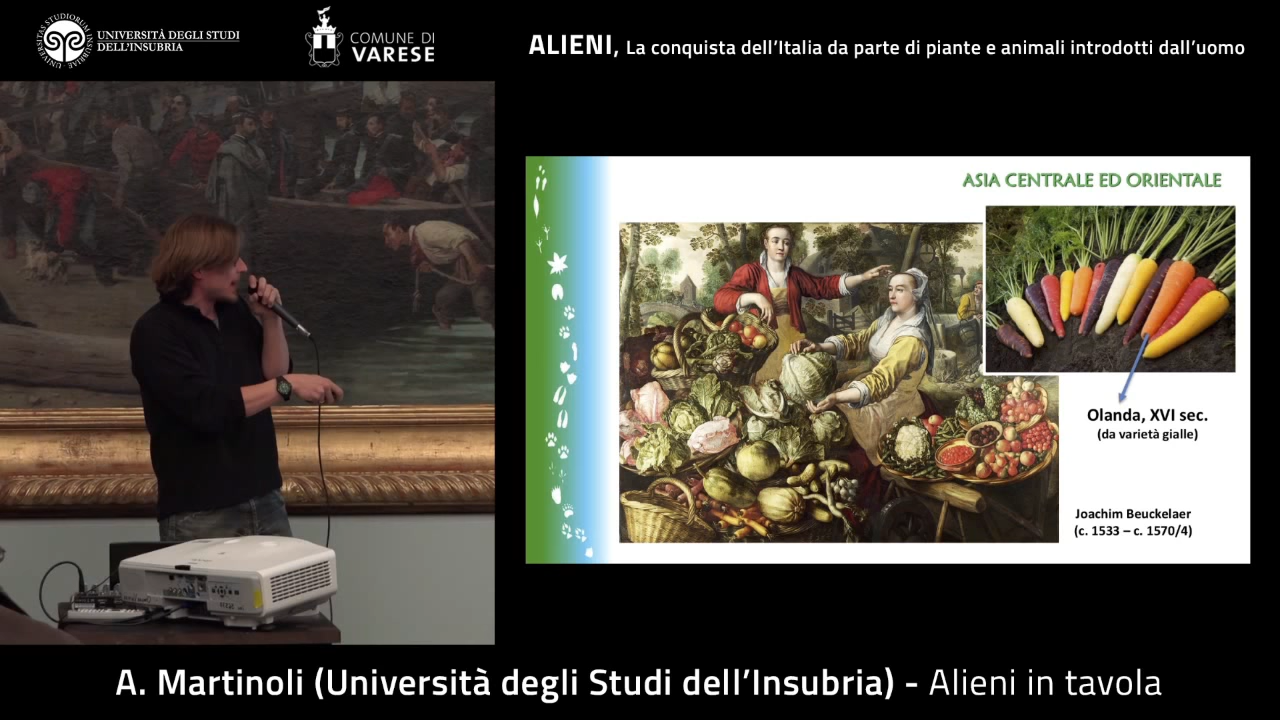 UNIVERSITÀ DEGLI STUDI
DELL'INSUBRIA
COMUNE DI
VARESE
ALIENI, La conquista dell'Italia da parte di piante e animali introdotti dall'uomo
ASIA CENTRALE ED ORIENTALE
Olanda, XVI sec.
(da varietà gialle)
Joachim Beuckelaer
(c. 1533 – c. 1570/4)
A. Martinoli (Università degli Studi dell'Insubria) - Alieni in tavola